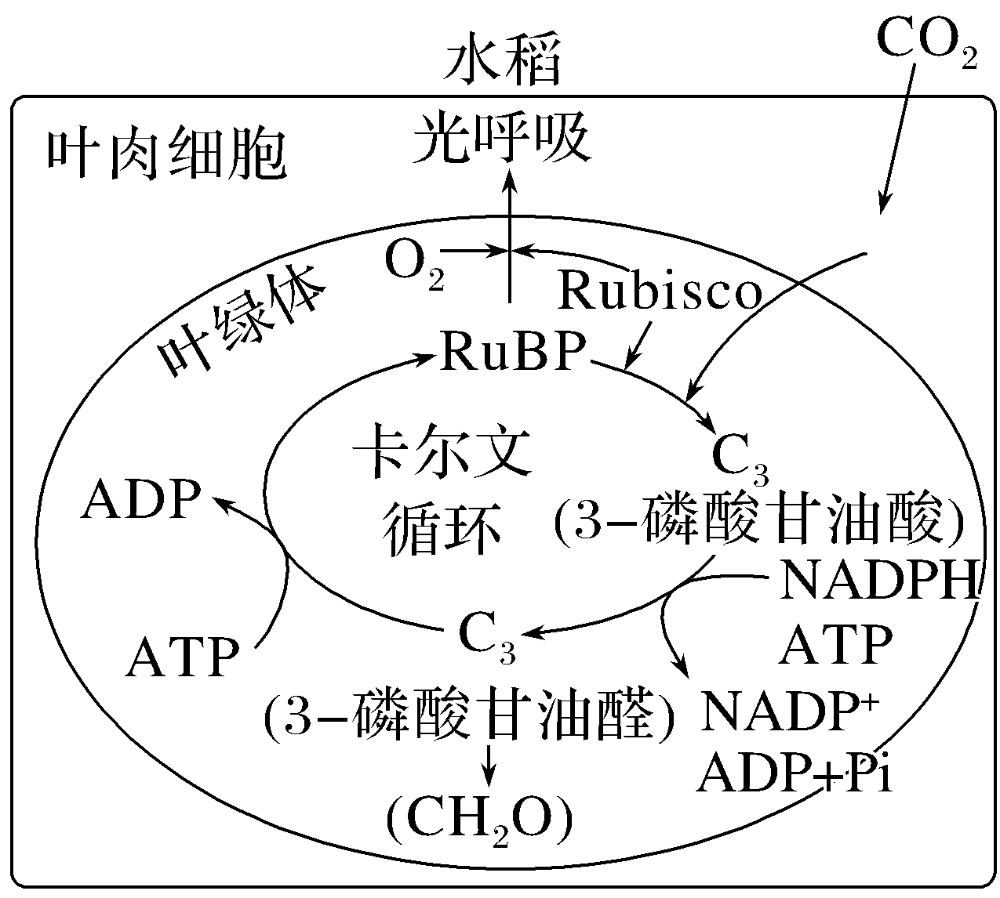 水稻
CO₂
叶肉细胞
光呼吸
O₂
Rubisco
叶绿体
RuBP
卡尔文
循环
C₃
(3-磷酸甘油酸)
ADP
NADPH
ATP
ATP
C₃
(3-磷酸甘油醛)
NADP⁺
ADP+Pi
(CH₂O)